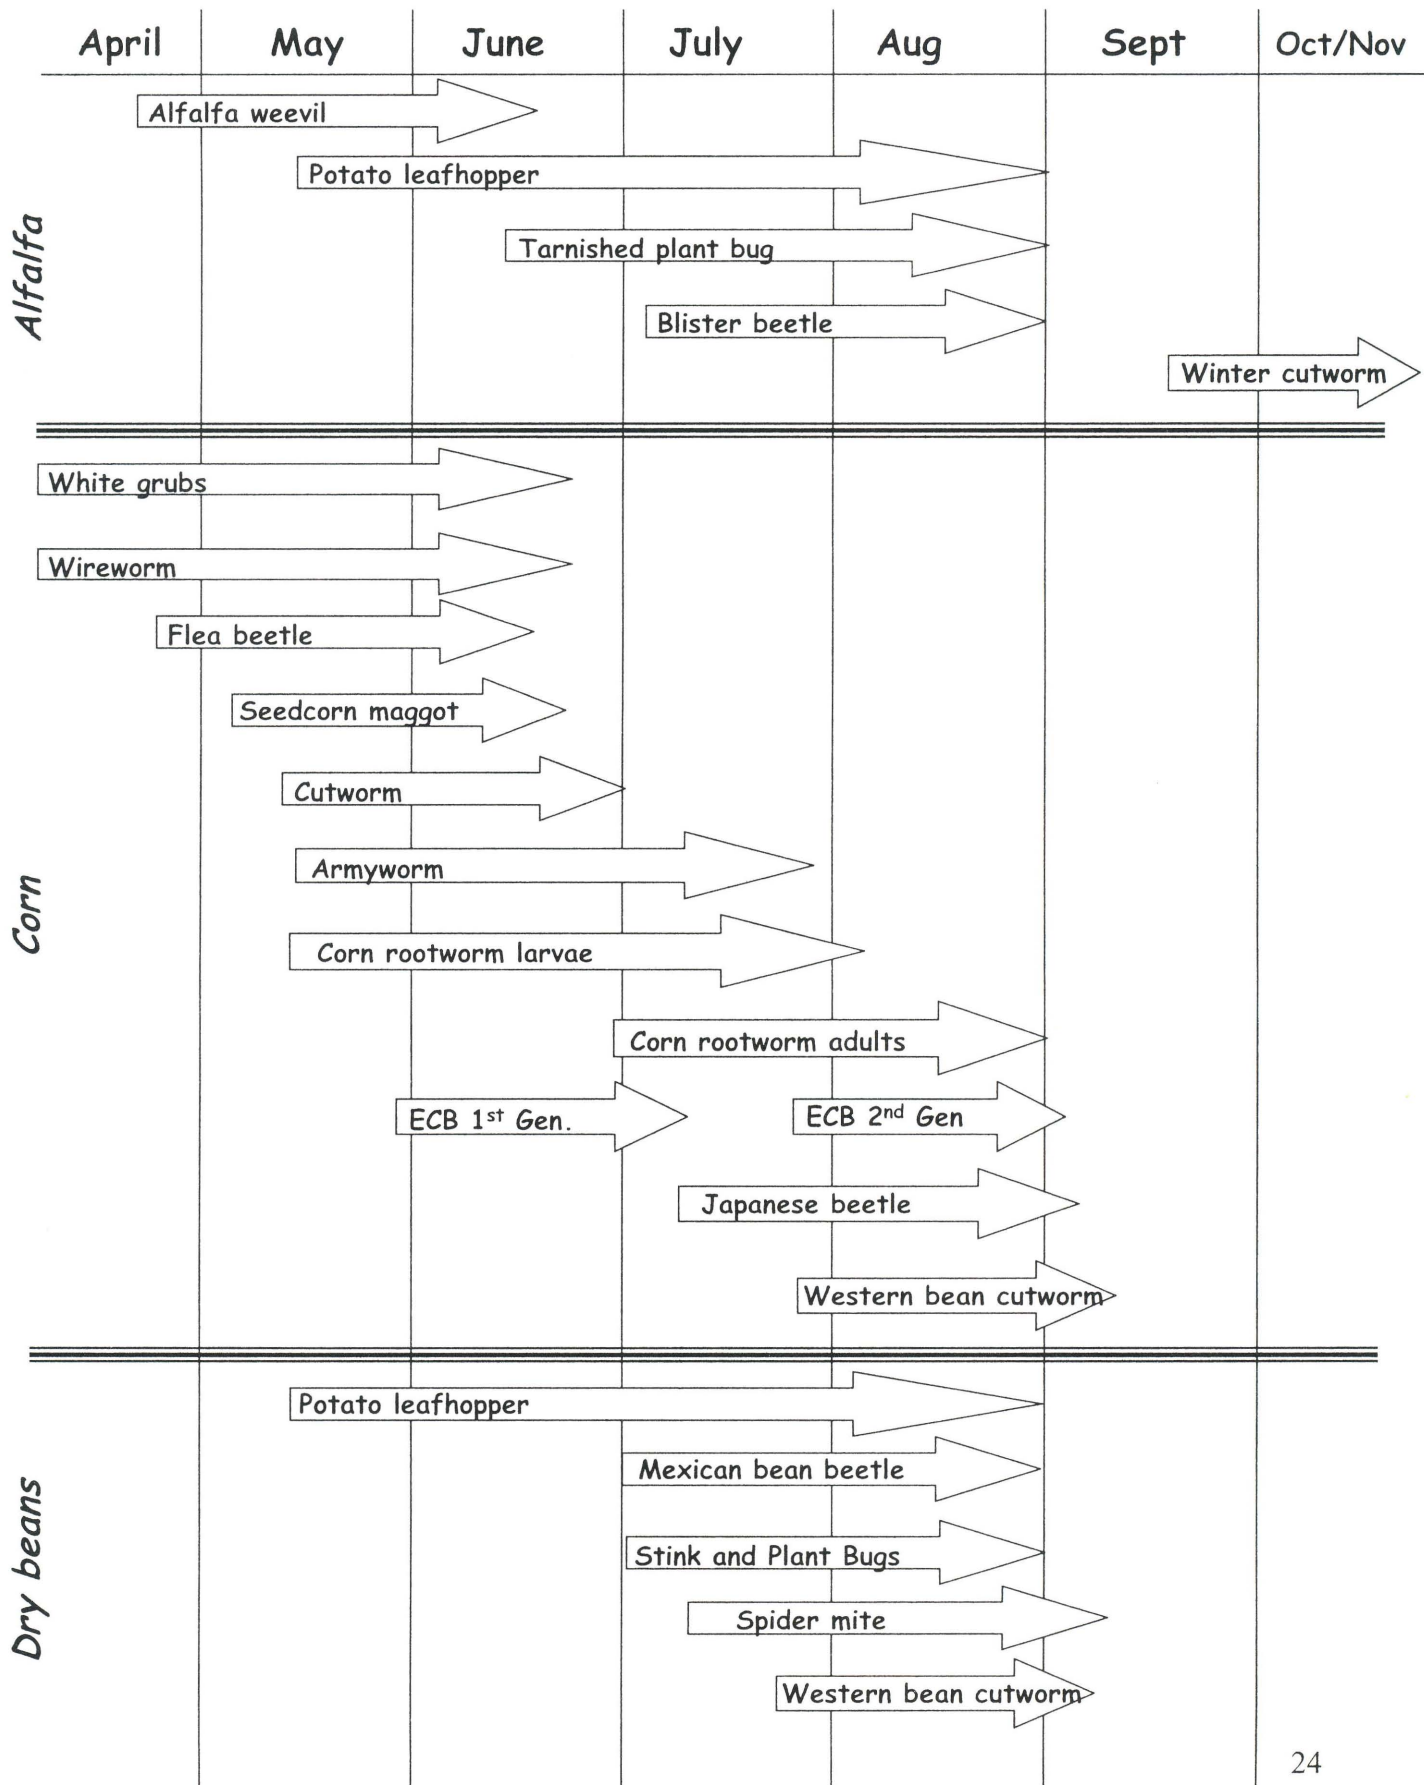 April May June July Aug Sept Oct/Nov
Alfalfa
Alfalfa weevil
Potato leafhopper
Tarnished plant bug
Blister beetle
Winter cutworm
Corn
White grubs
Wireworm
Flea beetle
Seedcorn maggot
Cutworm
Armyworm
Corn rootworm larvae
Corn rootworm adults
ECB 1st Gen. ECB 2nd Gen
Japanese beetle
Western bean cutworm
Dry beans
Potato leafhopper
Mexican bean beetle
Stink and Plant Bugs
Spider mite
Western bean cutworm
24